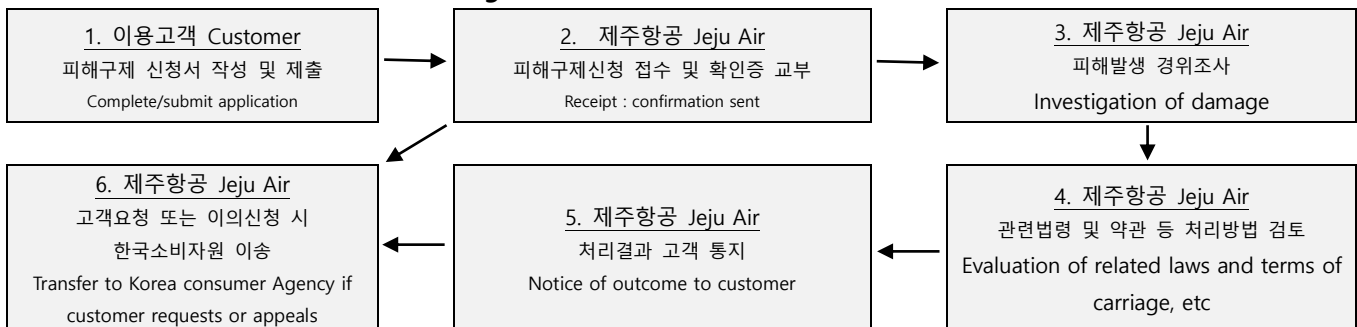 1. 이용고객 Customer
피해구제 신청서 작성 및 제출
Complete/submit application
2. 제주항공 Jeju Air
피해구제신청 접수 및 확인증 교부
Receipt : confirmation sent
3. 제주항공 Jeju Air
피해발생 경위조사
Investigation of damage
4. 제주항공 Jeju Air
관련법령 및 약관 등 처리방법 검토
Evaluation of related laws and terms of
carriage, etc
5. 제주항공 Jeju Air
처리결과 고객 통지
Notice of outcome to customer
6. 제주항공 Jeju Air
고객요청 또는 이의신청 시
한국소비자원 이송
Transfer to Korea consumer Agency if
customer requests or appeals